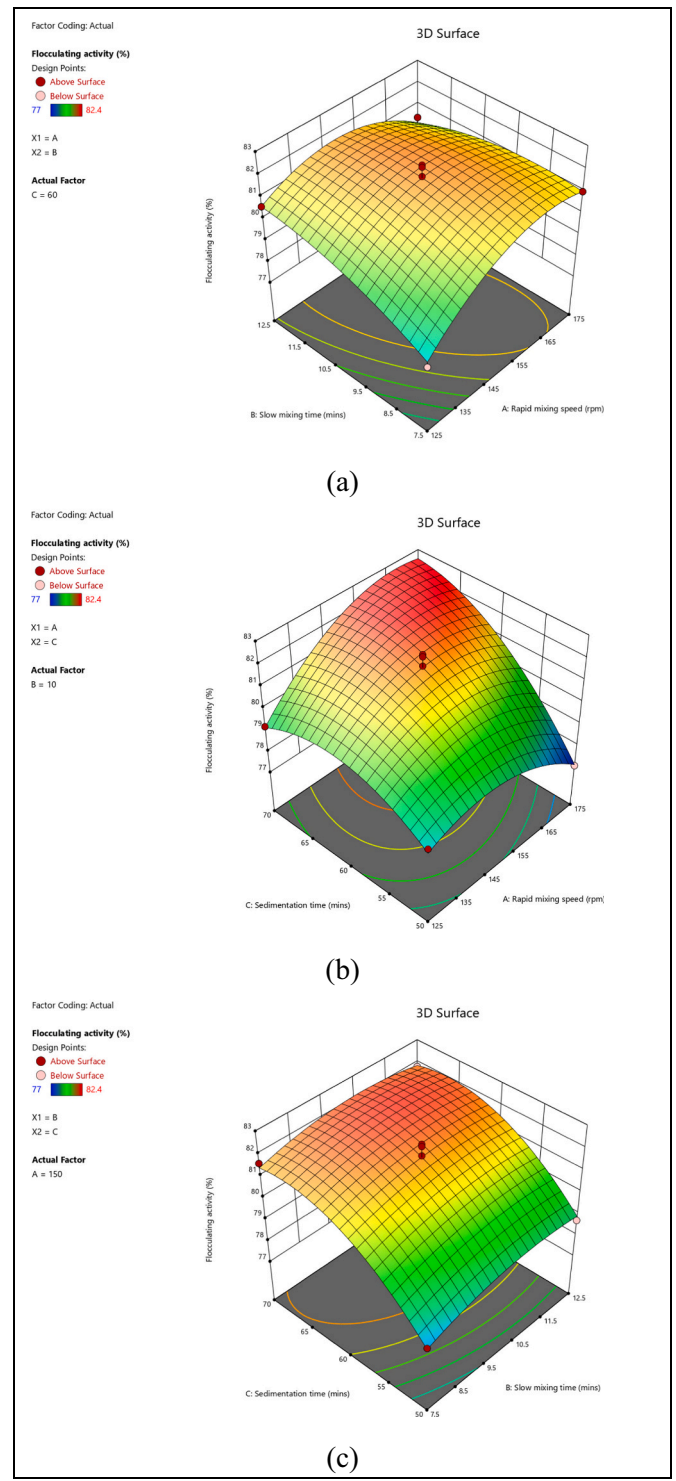 Factor Coding: Actual
3D Surface
Flocculating activity (%)
Design Points:
Above Surface
Below Surface
77 82.4
X1 = A
X2 = B
Actual Factor
C = 60
Flocculating activity (%)
83
82
81
80
79
78
77
12.5
11.5
10.5
9.5
8.5
7.5
B: Slow mixing time (mins)
125
135
145
155
165
175
A: Rapid mixing speed (rpm)
(a)
Factor Coding: Actual
3D Surface
Flocculating activity (%)
Design Points:
Above Surface
Below Surface
77 82.4
X1 = A
X2 = C
Actual Factor
B = 10
Flocculating activity (%)
83
82
81
80
79
78
77
70
65
60
55
50
C: Sedimentation time (mins)
125
135
145
155
165
175
A: Rapid mixing speed (rpm)
(b)
Factor Coding: Actual
3D Surface
Flocculating activity (%)
Design Points:
Above Surface
Below Surface
77 82.4
X1 = B
X2 = C
Actual Factor
A = 150
Flocculating activity (%)
83
82
81
80
79
78
77
70
65
60
55
50
C: Sedimentation time (mins)
7.5
8.5
9.5
10.5
11.5
12.5
B: Slow mixing time (mins)
(c)